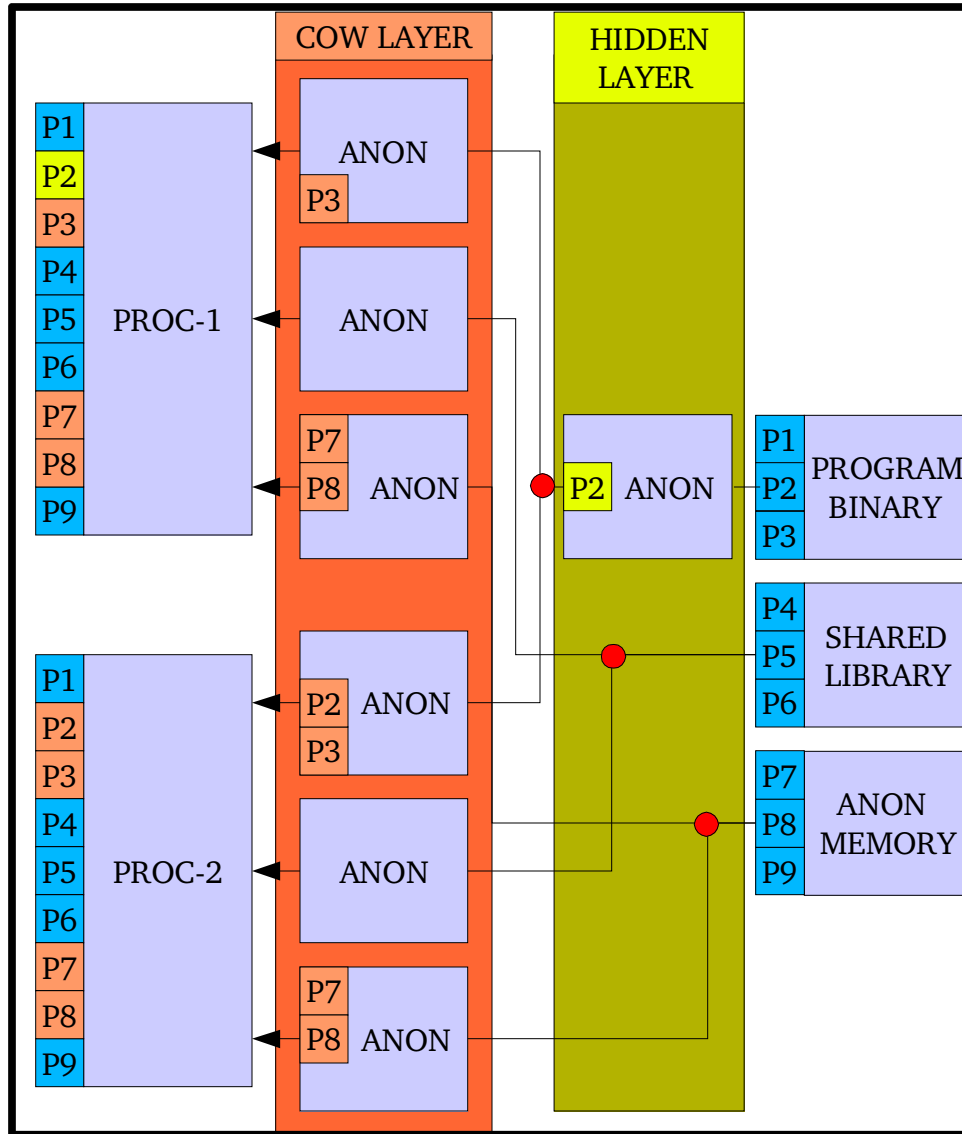 COW LAYER
HIDDEN
LAYER
P1
P2
P3
P4
P5
P6
P7
P8
P9
PROC-1
ANON
P3
ANON
P7
P8
ANON
P2
ANON
P1
P2
P3
PROGRAM
BINARY
P4
P5
P6
SHARED
LIBRARY
P7
P8
P9
ANON
MEMORY
P1
P2
P3
P4
P5
P6
P7
P8
P9
PROC-2
P2
P3
ANON
ANON
P7
P8
ANON